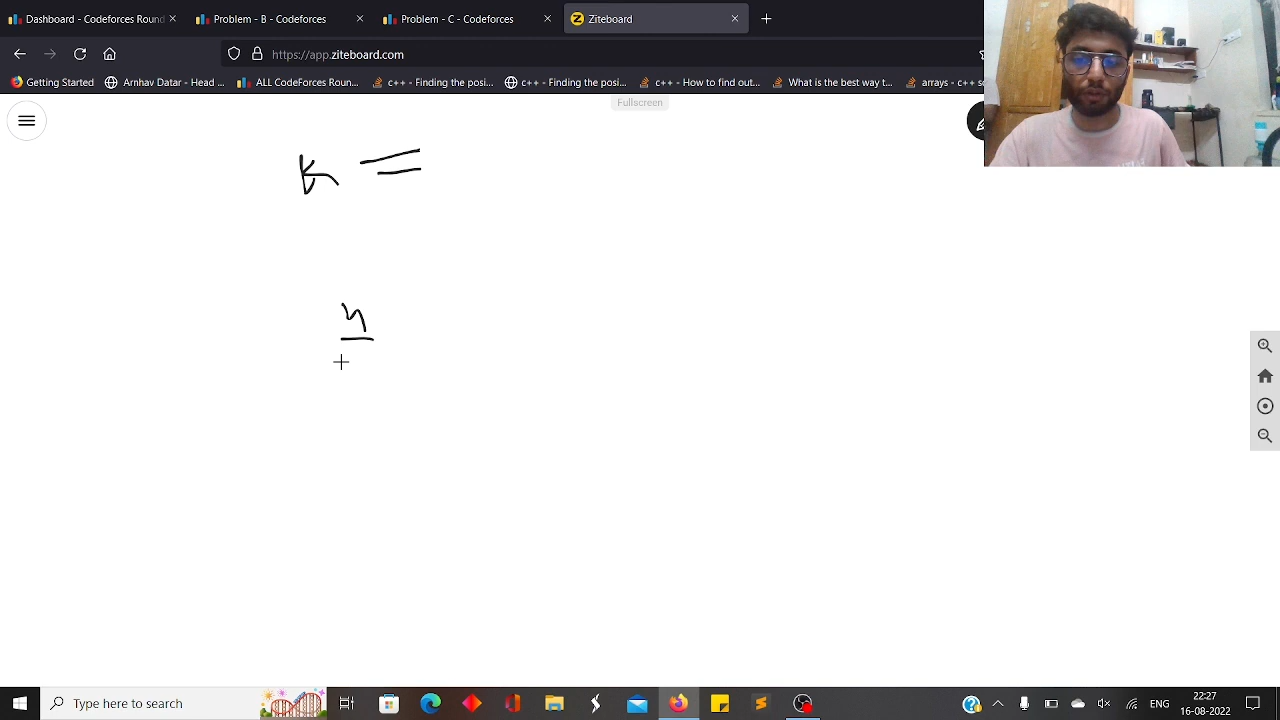 Dashboard - Codeforces Round
Problem - B - Codeforces
Problem - C - Codeforces
Ziteboard
https://app.ziteboard.com
Getting Started
Arnhav Datar - Head ...
ALL CodeForces Roun...
c++ - Finding the posi...
c++ - Finding the posi...
c++ - How to find out...
What is the best way t...
arrays - c++ s
Fullscreen
k =
n
Type here to search
ENG
22:27
16-08-2022